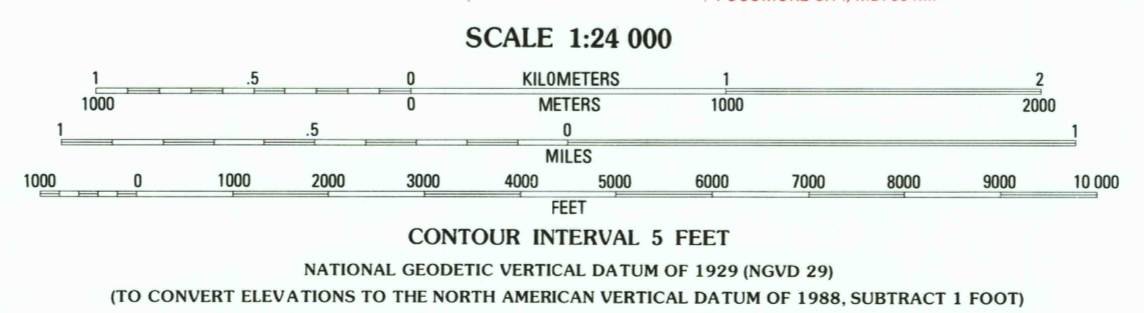 SCALE 1:24 000
1 .5 0 KILOMETERS 1 2
1000 0 METERS 1000 2000
1 .5 0 1
MILES
1000 0 1000 2000 3000 4000 5000 6000 7000 8000 9000 10 000
FEET
CONTOUR INTERVAL 5 FEET
NATIONAL GEODETIC VERTICAL DATUM OF 1929 (NGVD 29)
(TO CONVERT ELEVATIONS TO THE NORTH AMERICAN VERTICAL DATUM OF 1988, SUBTRACT 1 FOOT)